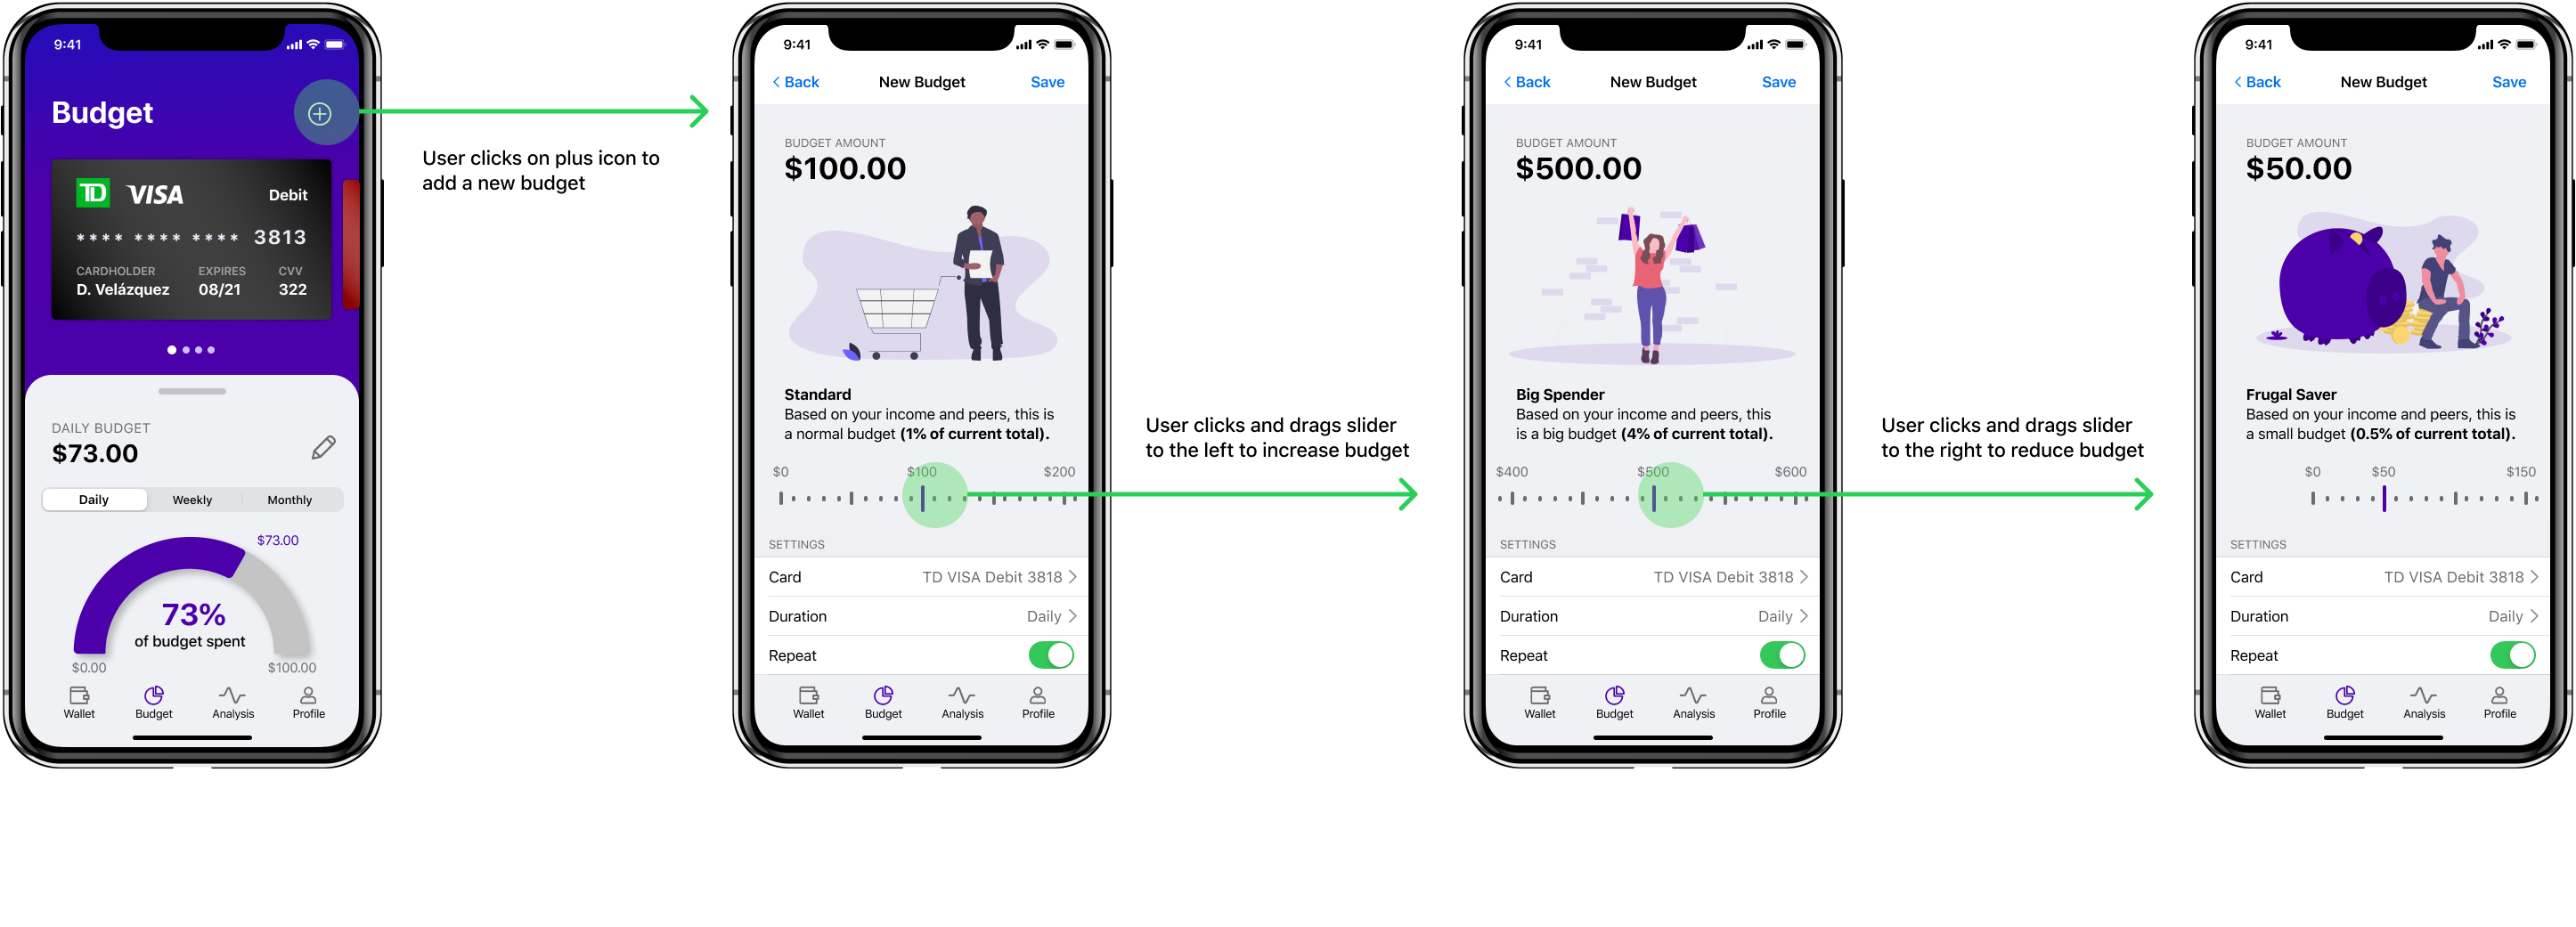 9:41
Budget
TD VISA Debit
**** **** **** 3813
CARDHOLDER EXPIRES CVV
D. Velázquez 08/21 322
DAILY BUDGET
$73.00
Daily Weekly Monthly
$73.00
73%
of budget spent
$0.00 $100.00
Wallet Budget Analysis Profile
User clicks on plus icon to
add a new budget
9:41
Back New Budget Save
BUDGET AMOUNT
$100.00
Standard
Based on your income and peers, this is
a normal budget (1% of current total).
$0 $100 $200
SETTINGS
Card TD VISA Debit 3818
Duration Daily
Repeat
Wallet Budget Analysis Profile
User clicks and drags slider
to the left to increase budget
9:41
Back New Budget Save
BUDGET AMOUNT
$500.00
Big Spender
Based on your income and peers, this
is a big budget (4% of current total).
$400 $500 $600
SETTINGS
Card TD VISA Debit 3818
Duration Daily
Repeat
Wallet Budget Analysis Profile
User clicks and drags slider
to the right to reduce budget
9:41
Back New Budget Save
BUDGET AMOUNT
$50.00
Frugal Saver
Based on your income and peers, this is
a small budget (0.5% of current total).
$0 $50 $150
SETTINGS
Card TD VISA Debit 3818
Duration Daily
Repeat
Wallet Budget Analysis Profile